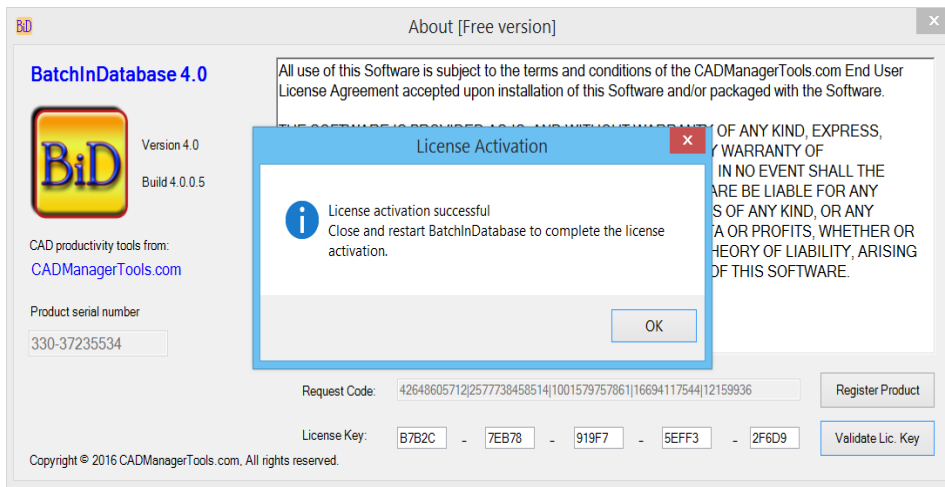 BiD
About [Free version]
x
BatchInDatabase 4.0
BiD
Version 4.0
Build 4.0.0.5
CAD productivity tools from:
CADManagerTools.com
Product serial number
330-37235534
All use of this Software is subject to the terms and conditions of the CADManagerTools.com End User
License Agreement accepted upon installation of this Software and/or packaged with the Software.
OF ANY KIND, EXPRESS,
WARRANTY OF
IN NO EVENT SHALL THE
BE LIABLE FOR ANY
OF ANY KIND, OR ANY
OR PROFITS, WHETHER OR
OF LIABILITY, ARISING
OF THIS SOFTWARE.
License Activation
x
License activation successful
Close and restart BatchInDatabase to complete the license
activation.
OK
Request Code: 42648605712|2577738458514|1001579757861|16694117544|12159936 Register Product
License Key: B7B2C - 7EB78 - 919F7 - 5EFF3 - 2F6D9 Validate Lic. Key
Copyright © 2016 CADManagerTools.com, All rights reserved.